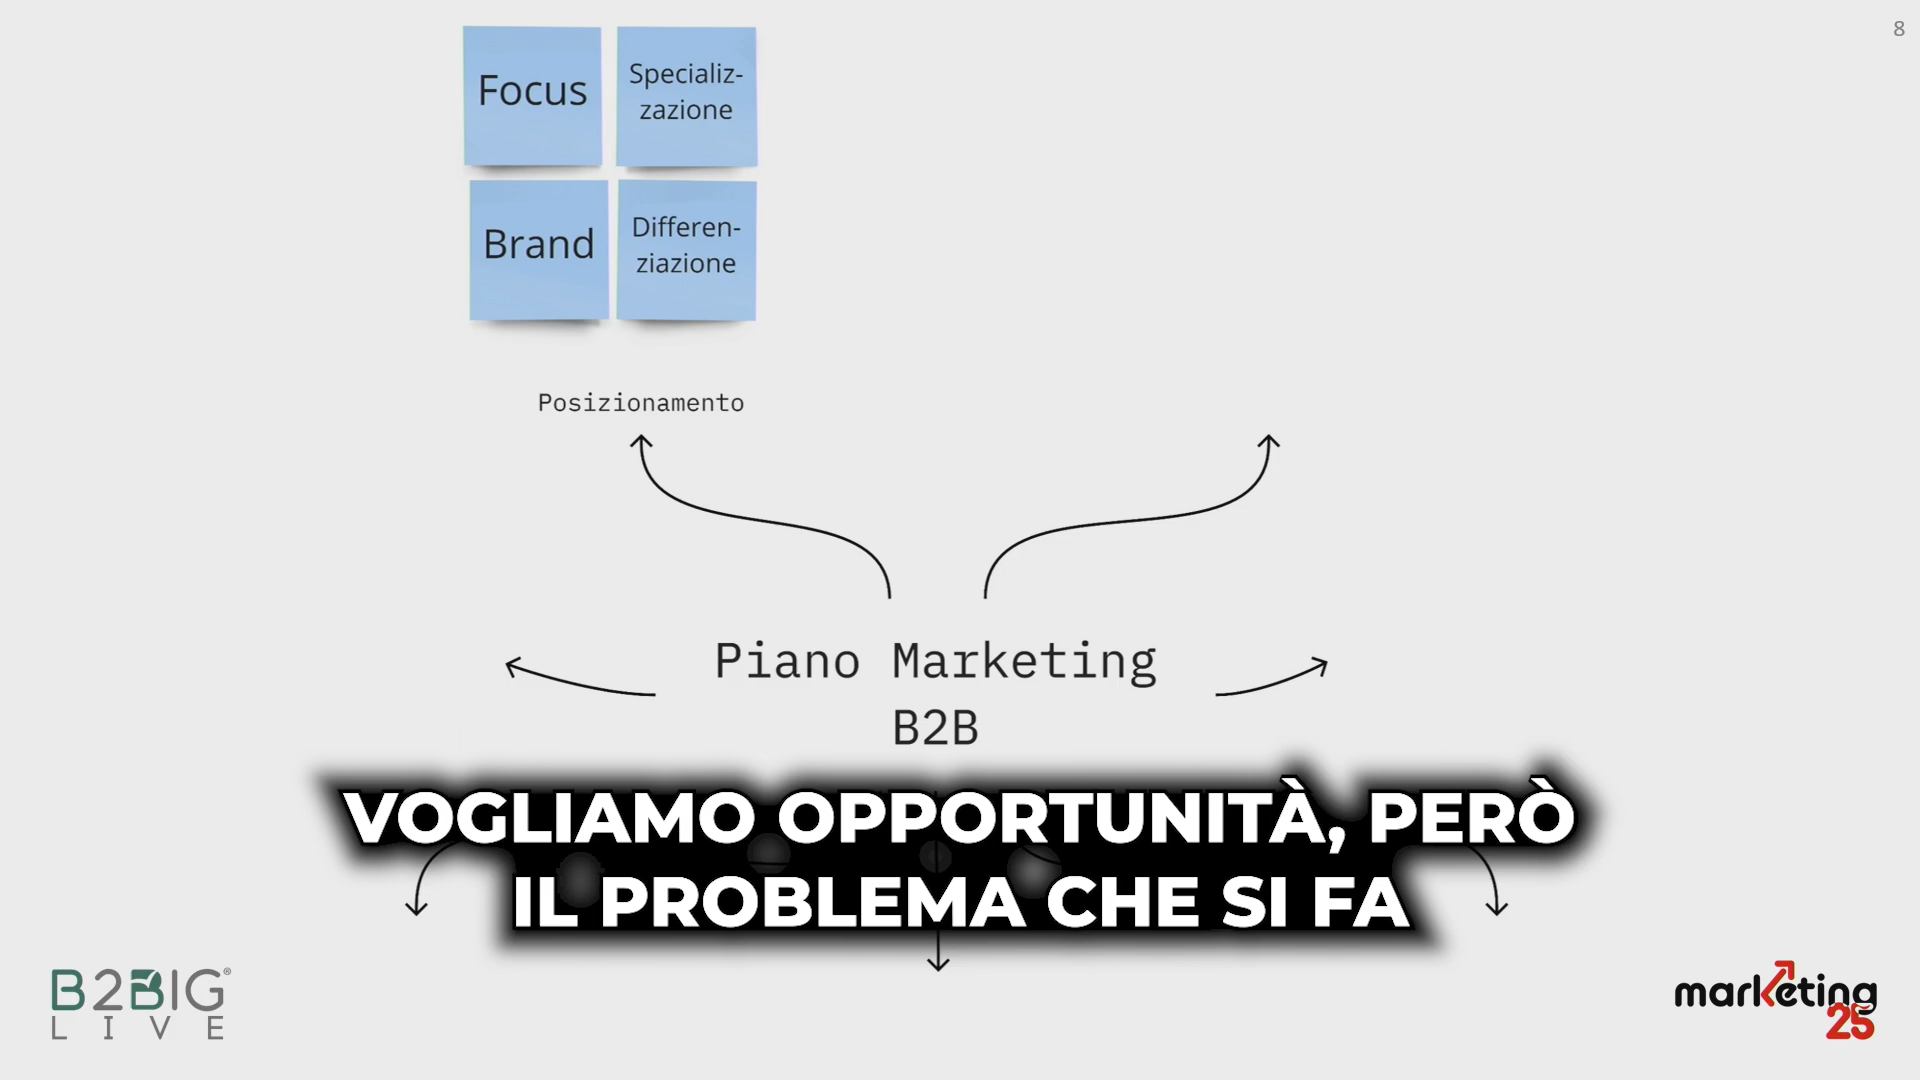 8
Focus
Specializ-
zazione
Brand
Differen-
ziazione
Posizionamento
Piano Marketing
B2B
VOGLIAMO OPPORTUNITÀ, PERÒ
IL PROBLEMA CHE SI FA
B2BIG®
LIVE
marketing
25